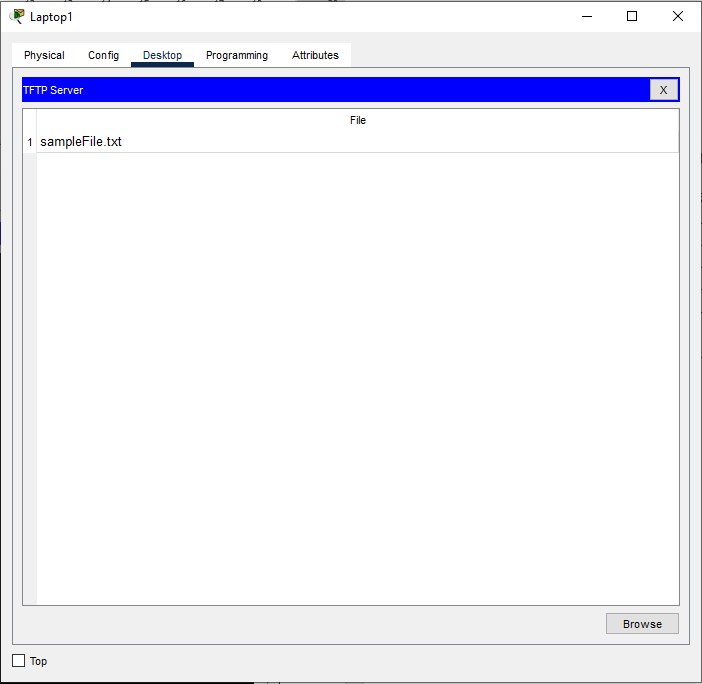 Laptop1
Physical Config Desktop Programming Attributes
TFTP Server X
File
1 sampleFile.txt
Browse
Top